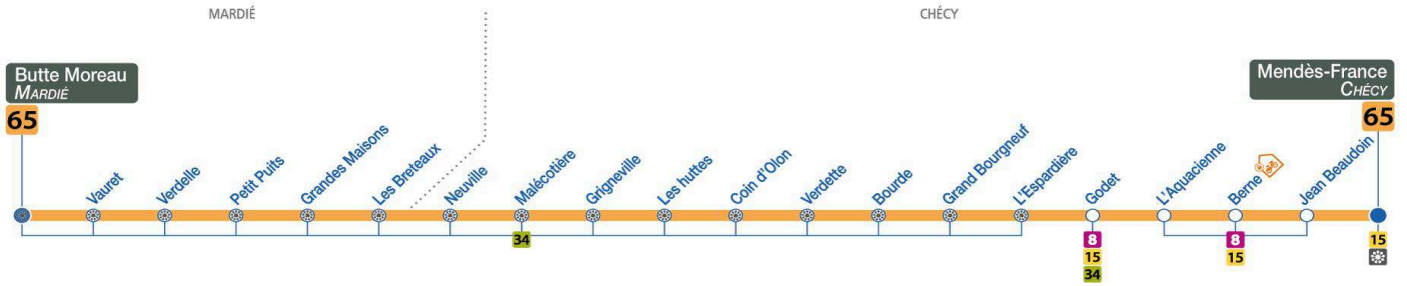 MARDIÉ
CHÉCY
Butte Moreau
MARDIÉ
65
Mendès-France
CHÉCY
65
Vauret
Verdelle
Petit Puits
Grandes Maisons
Les Breteaux
Neuville
Malécotière
Grigneville
Les huttes
Coin d'Olon
Verdette
Bourde
Grand Bourgneuf
L'Espardière
Godet
L'Aquacienne
Berne
Jean Beaudoin
34
8
15
34
8
15
15